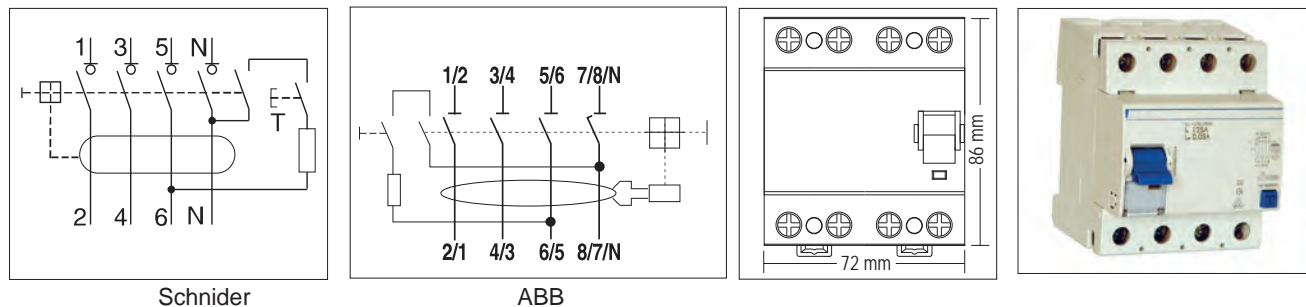 1 3 5 N
T
2 4 6 N
Schnider
1/2 3/4 5/6 7/8/N
2/1 4/3 6/5 8/7/N
ABB
86 mm
72 mm